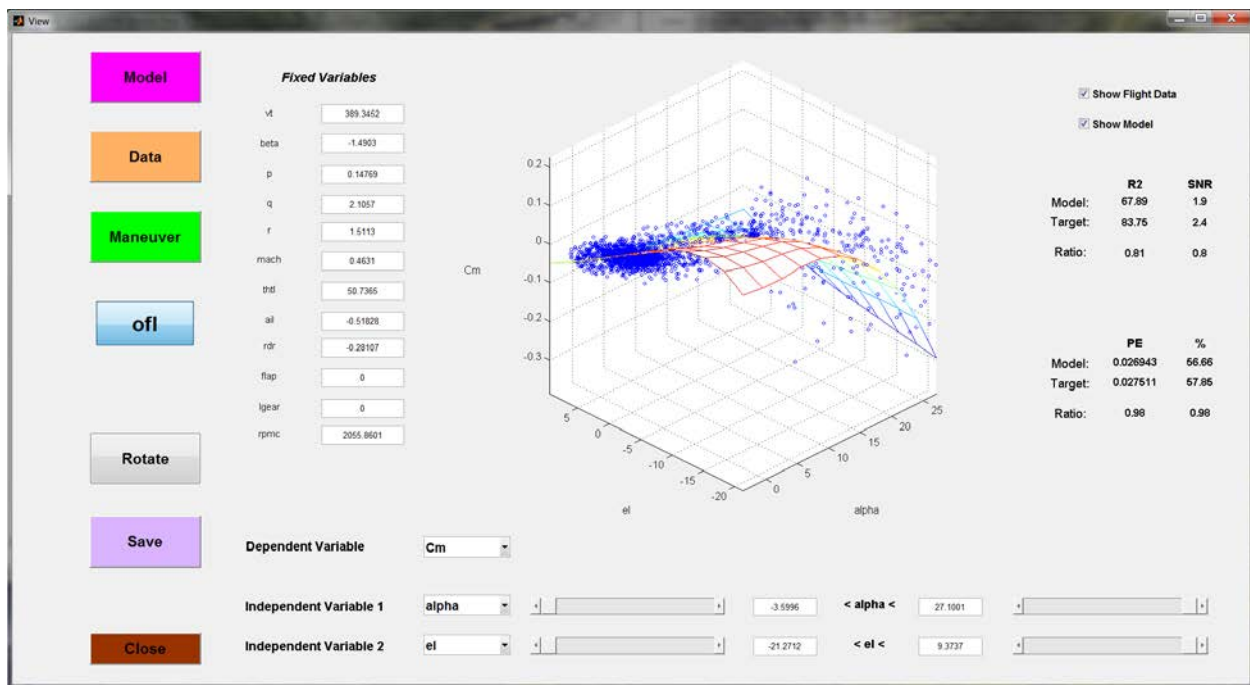 View
Model
Data
Maneuver
ofl
Rotate
Save
Close
Fixed Variables
vt 389.3452
beta -1.4903
p 0.14769
q 2.1057
r 1.5113
mach 0.4631
thtl 50.7365
ail -0.51828
rdr -0.28107
flap 0
lgear 0
rpmc 2055.8601
Cm
0.2
0.1
0
-0.1
-0.2
-0.3
5
0
-5
-10
-15
-20
el
0
5
10
15
20
25
alpha
Show Flight Data
Show Model
R2 SNR
Model: 67.89 1.9
Target: 83.75 2.4
Ratio: 0.81 0.8
PE %
Model: 0.026943 56.66
Target: 0.027511 57.85
Ratio: 0.98 0.98
Dependent Variable Cm
Independent Variable 1 alpha -3.5996 < alpha < 27.1001
Independent Variable 2 el -21.2712 < el < 9.3737